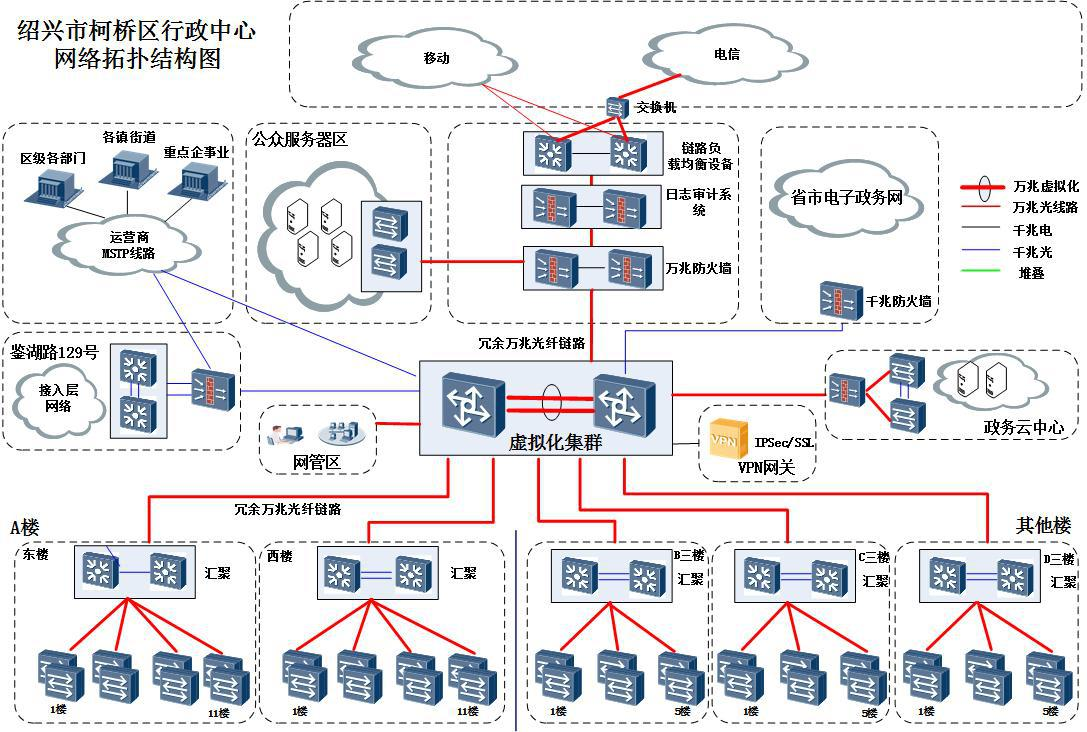 绍兴市柯桥区行政中心
网络拓扑结构图
移动
电信
交换机
区级各部门
各镇街道
重点企事业
运营商
MSTP线路
公众服务器区
链路负
载均衡设备
日志审计系
统
万兆防火墙
省市电子政务网
千兆防火墙
万兆虚拟化
万兆光线路
千兆电
千兆光
堆叠
冗余万兆光纤链路
鉴湖路129号
接入层
网络
网管区
虚拟化集群
VPN
IPSec/SSL
VPN网关
政务云中心
冗余万兆光纤链路
A楼
其他楼
东楼
汇聚
1楼
11楼
西楼
汇聚
1楼
11楼
B三楼
汇聚
1楼
5楼
C三楼
汇聚
1楼
5楼
D三楼
汇聚
1楼
5楼